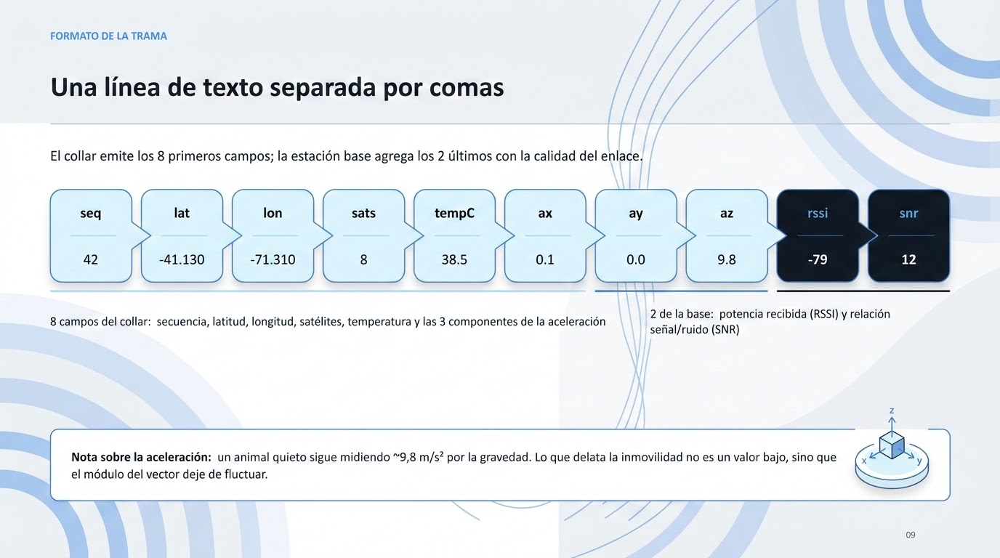 FORMATO DE LA TRAMA
Una línea de texto separada por comas
El collar emite los 8 primeros campos; la estación base agrega los 2 últimos con la calidad del enlace.
seq lat lon sats tempC ax ay az rssi snr
42 -41.130 -71.310 8 38.5 0.1 0.0 9.8 -79 12
8 campos del collar: secuencia, latitud, longitud, satélites, temperatura y las 3 componentes de la aceleración
2 de la base: potencia recibida (RSSI) y relación
señal/ruido (SNR)
Nota sobre la aceleración: un animal quieto sigue midiendo ~9,8 m/s² por la gravedad. Lo que delata la inmovilidad no es un valor bajo, sino que
el módulo del vector deje de fluctuar.
z
x y
09